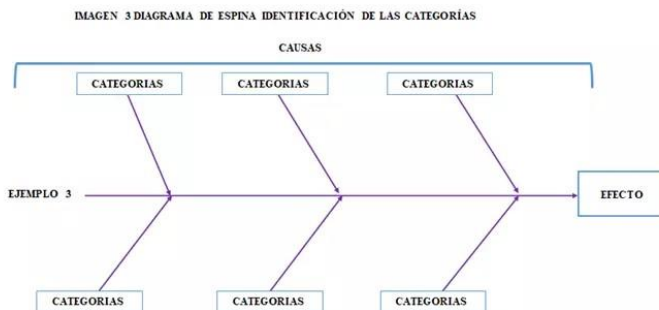 IMAGEN 3 DIAGRAMA DE ESPINA IDENTIFICACIÓN DE LAS CATEGORÍAS
CAUSAS
CATEGORIAS
CATEGORIAS
CATEGORIAS
EJEMPLO 3
EFECTO
CATEGORIAS
CATEGORIAS
CATEGORIAS